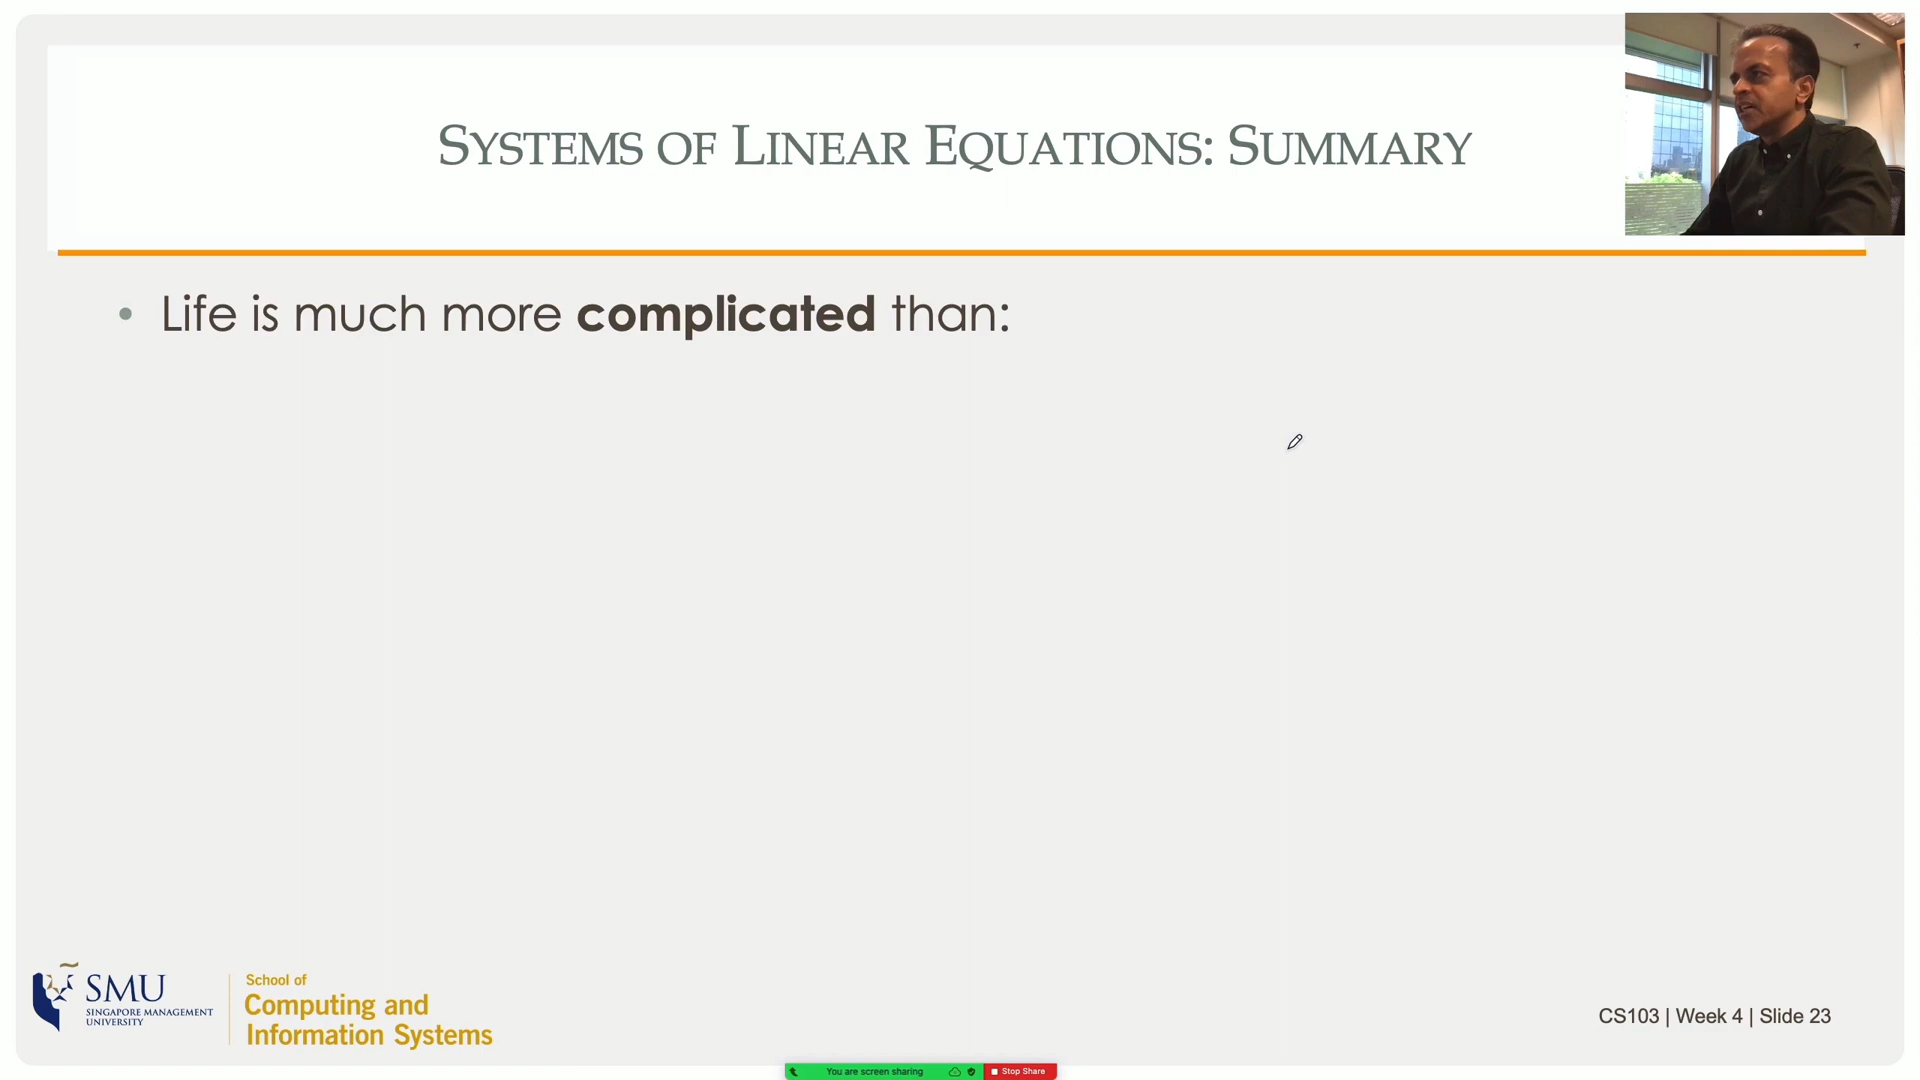 SYSTEMS OF LINEAR EQUATIONS: SUMMARY
• Life is much more complicated than:
SMU
SINGAPORE MANAGEMENT
UNIVERSITY
School of
Computing and
Information Systems
CS103 | Week 4 | Slide 23
You are screen sharing
Stop Share